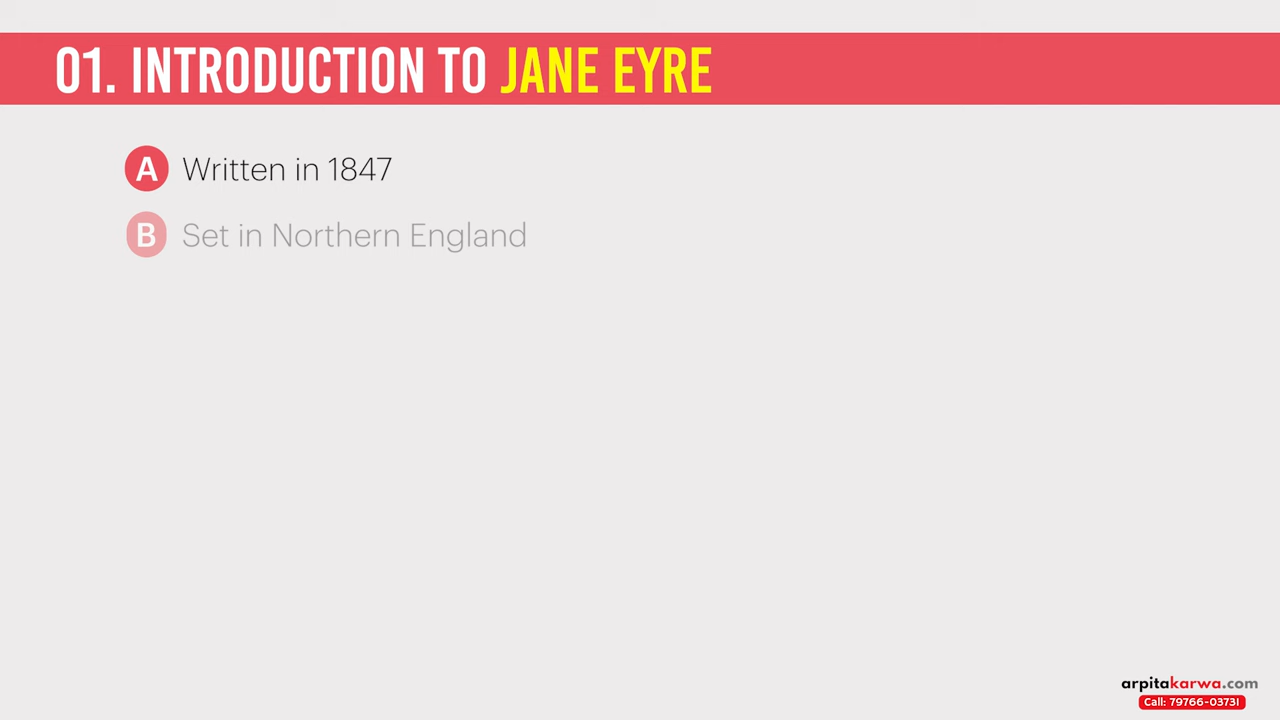 01. INTRODUCTION TO JANE EYRE
A Written in 1847
B Set in Northern England
arpitakarwa.com
Call: 79766-03731